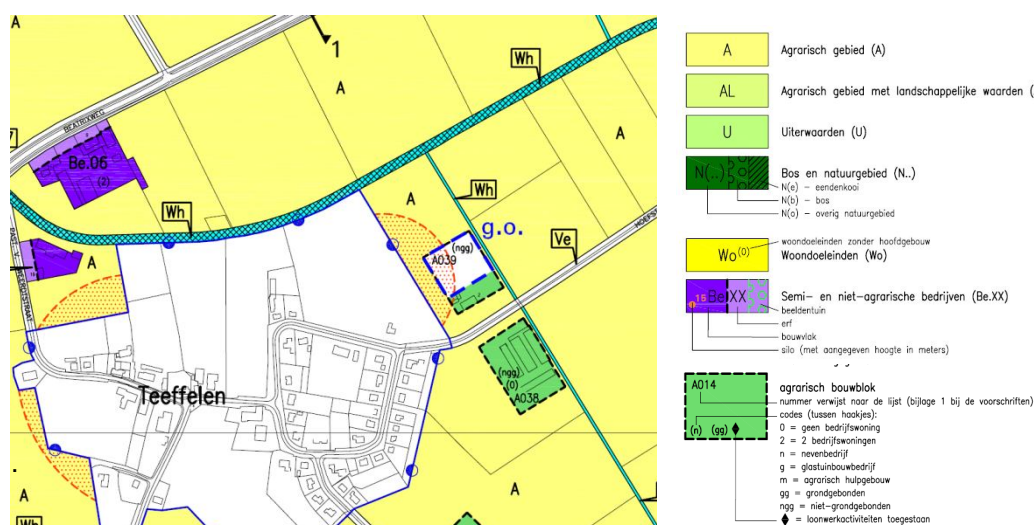 A
1
Wh
A
BEATRIXWEG
Be.06
(2)
A
A
Wh
Wh
A
Wh
g.o.
(ngg)
A039
Ve
A
Teeffelen
(ngg)
(0)
A038
A
A
Wh
A
Agrarisch gebied (A)
AL
Agrarisch gebied met landschappelijke waarden (
U
Uiterwaarden (U)
N(..)
Bos en natuurgebied (N..)
N(e) - eendenkooi
N(b) - bos
N(o) - overig natuurgebied
Wo(0)
woondoeleinden zonder hoofdgebouw
Woondoeleinden (Wo)
15
Be
XX
Semi- en niet-agrarische bedrijven (Be.XX)
beeldentuin
erf
bouwvlak
silo (met aangegeven hoogte in meters)
A014
agrarisch bouwblok
nummer verwijst naar de lijst (bijlage 1 bij de voorschriften)
codes (tussen haakjes):
(n) (gg)
0 = geen bedrijfswoning
2 = 2 bedrijfswoningen
n = nevenbedrijf
g = glastuinbouwbedrijf
m = agrarisch hulpgebouw
gg = grondgebonden
ngg = niet-grondgebonden
= loonwerkactiviteiten toegestaan